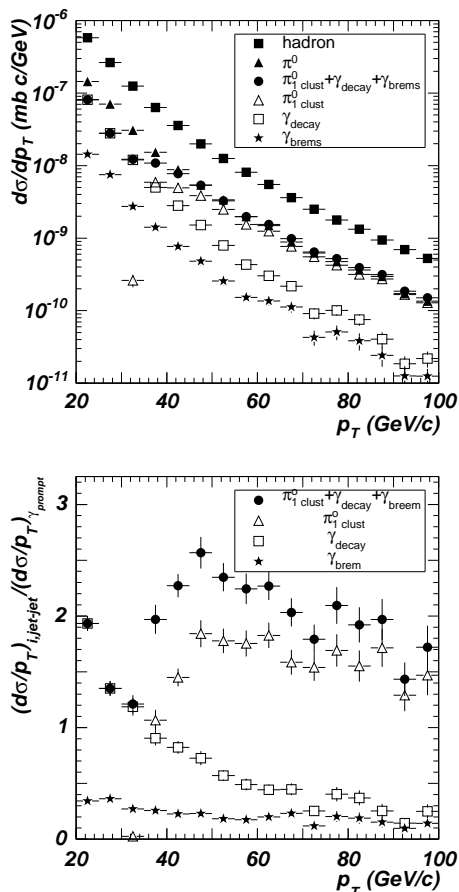 dσ/dp_T (mb c/GeV)
10^-6
10^-7
10^-8
10^-9
10^-10
10^-11
hadron
π^0
π^0_1 clust+γ_decay+γ_brems
π^0_1 clust
γ_decay
γ_brems
20 40 60 80 100
p_T (GeV/c)
(dσ/p_T)_i,jet-jet/(dσ/p_T)_γ prompt
3
2
1
0
π^o_1 clust+γ_decay+γ_breem
π^o_1 clust
γ_decay
γ_brem
20 40 60 80 100
p_T (GeV/c)